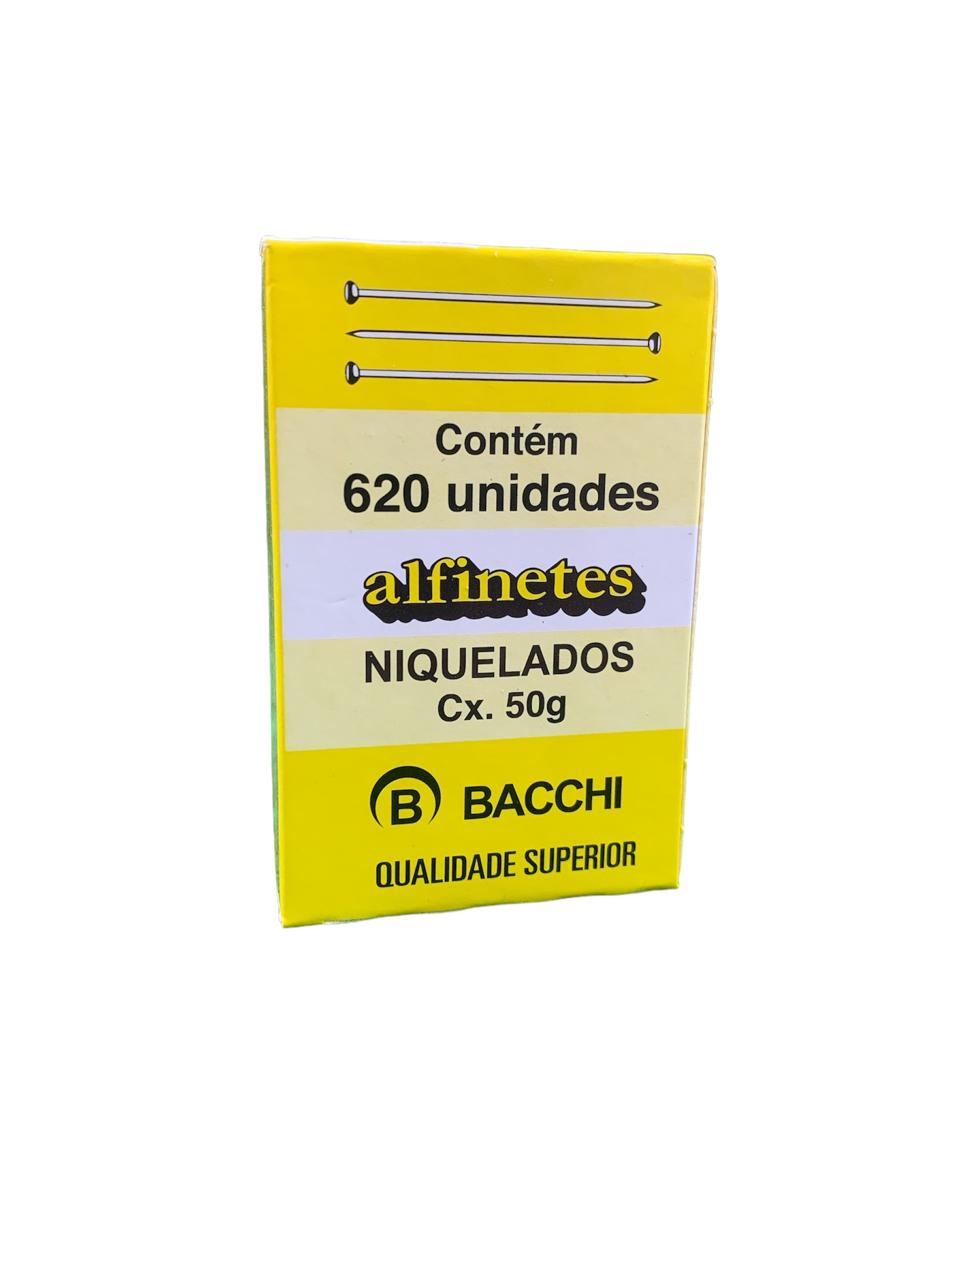 Contém
620 unidades
alfinetes
NIQUELADOS
Cx. 50g
B BACCHI
QUALIDADE SUPERIOR